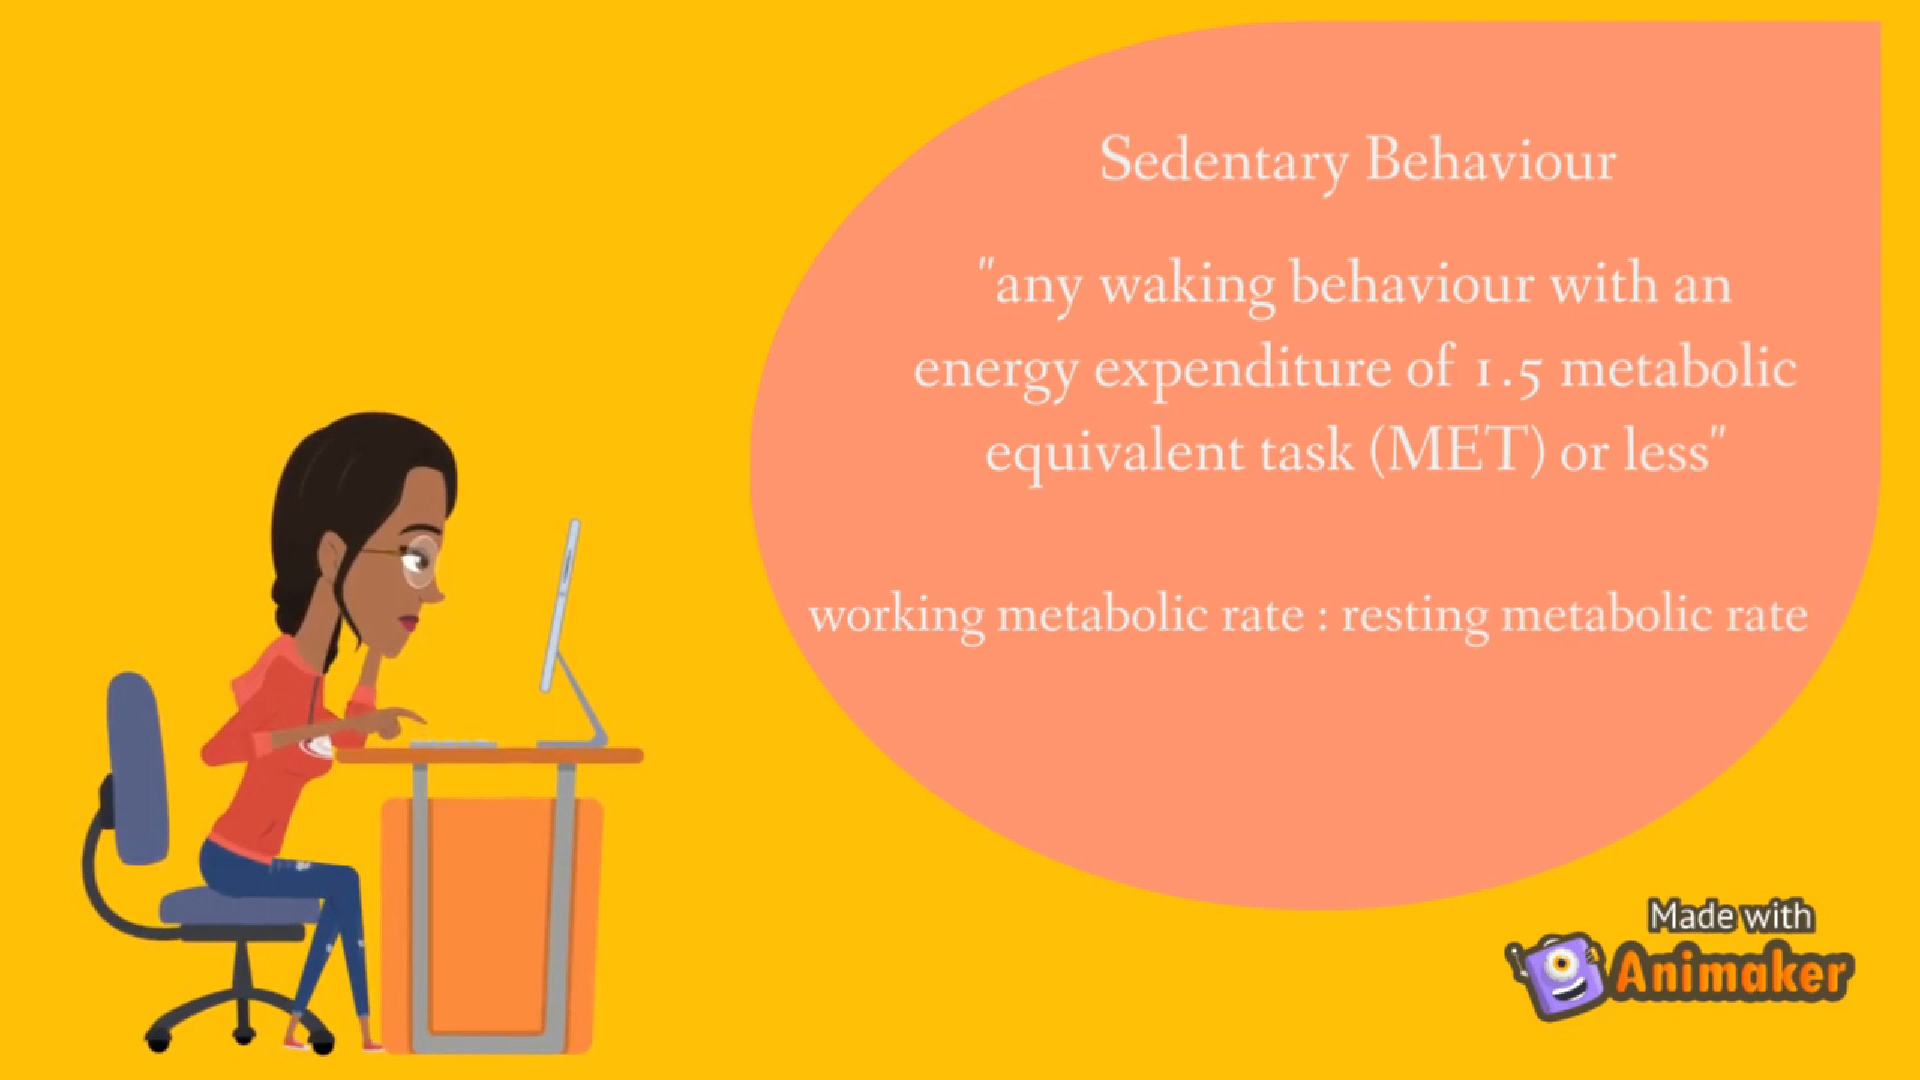 Sedentary Behaviour
"any waking behaviour with an
energy expenditure of 1.5 metabolic
equivalent task (MET) or less"
working metabolic rate : resting metabolic rate
Made with
Animaker